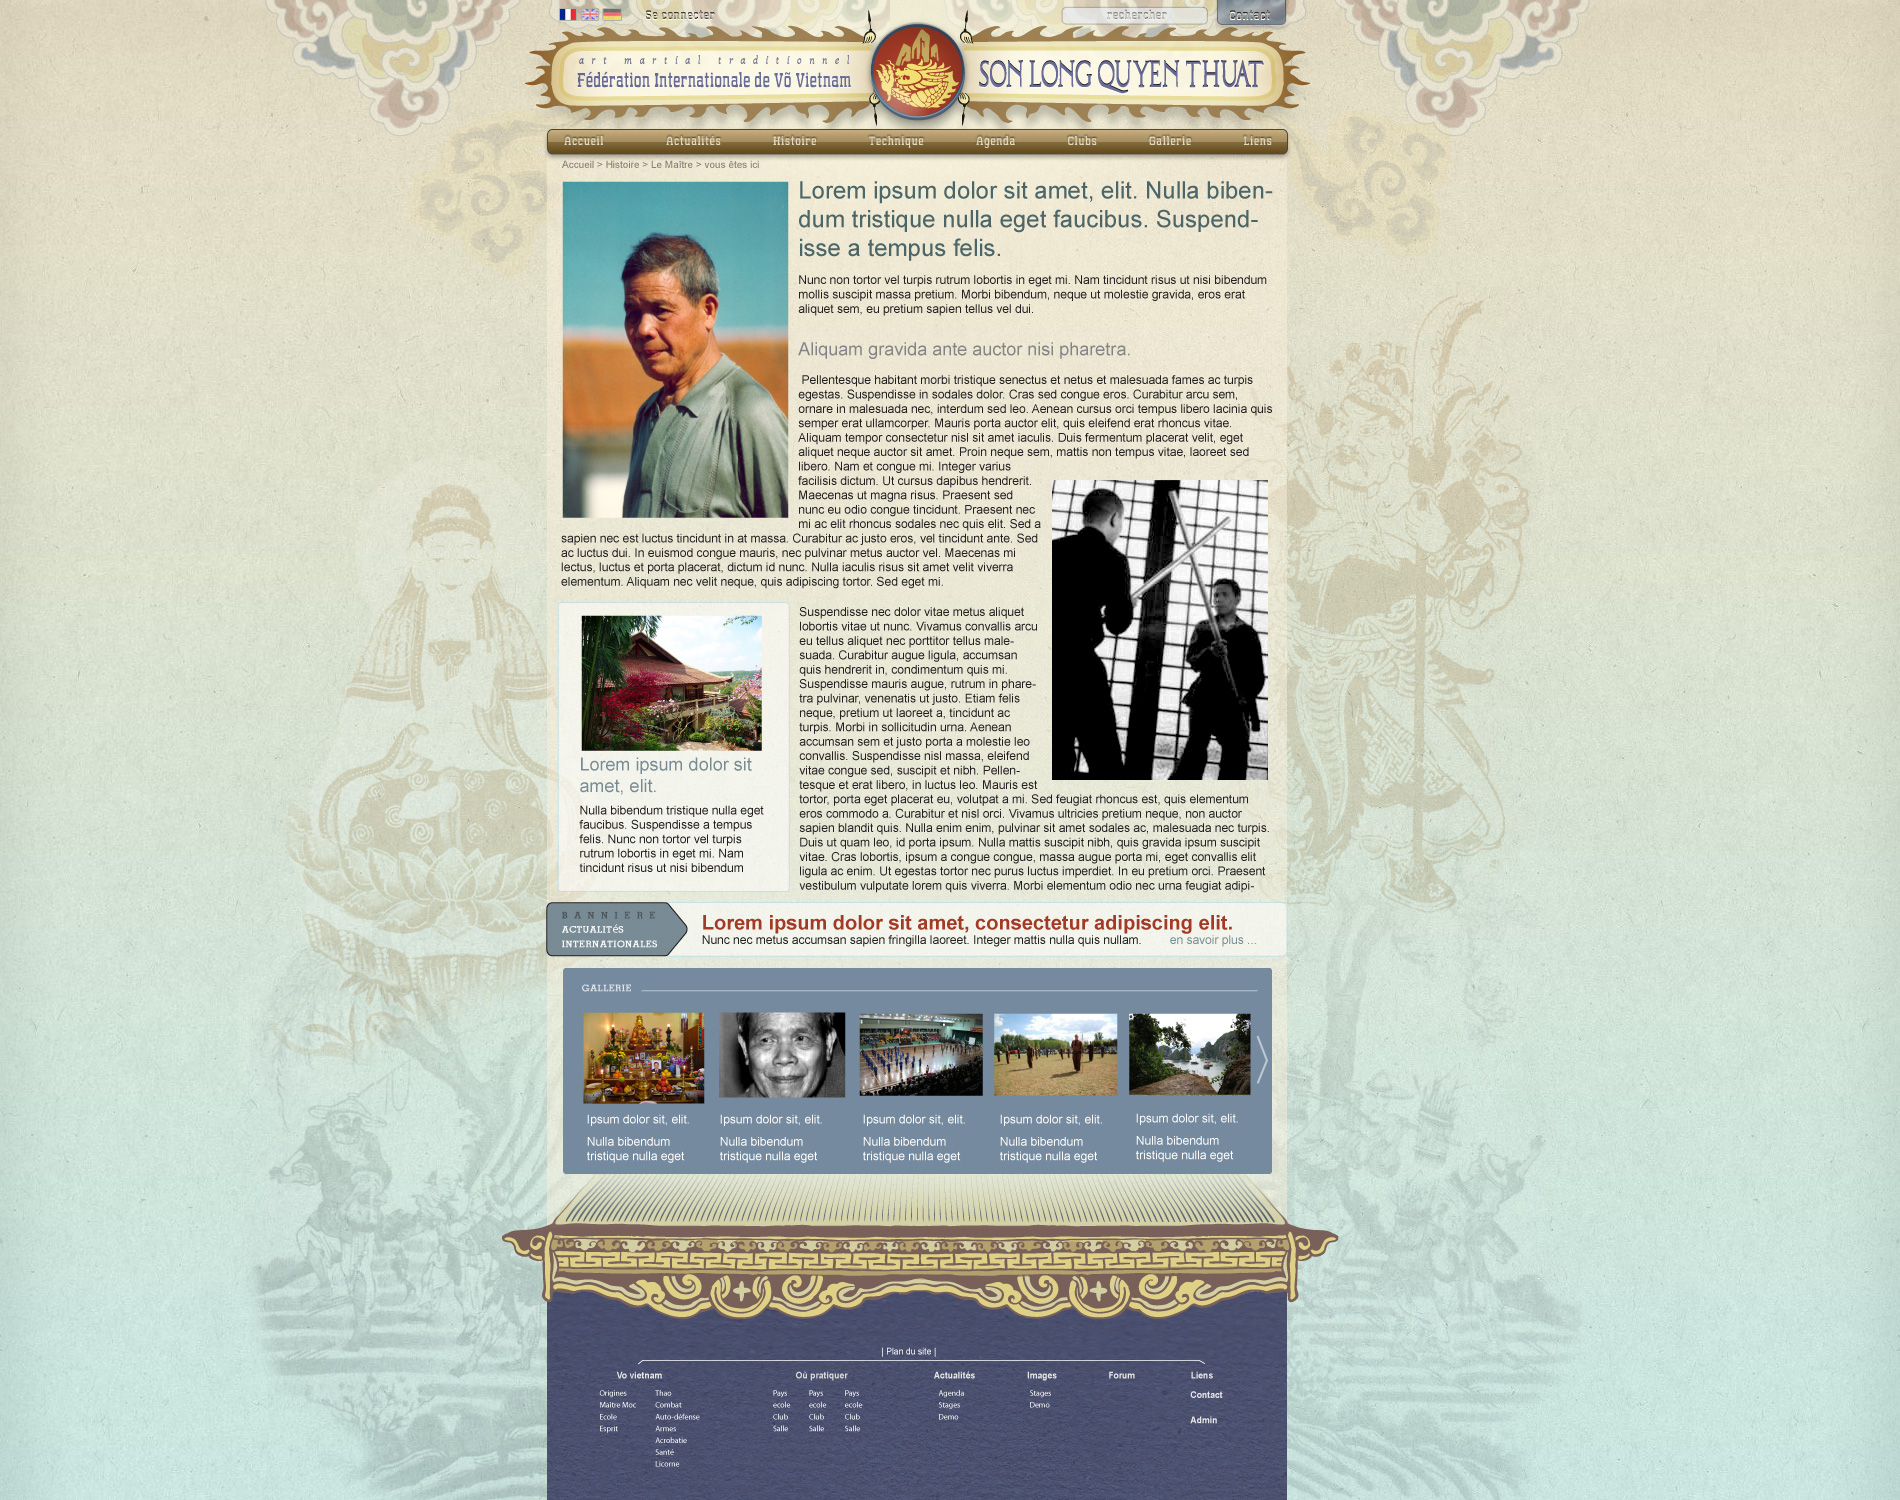 Se connecter
rechercher
Contact
art martial traditionnel
Fédération Internationale de Võ Vietnam
SON LONG QUYEN THUAT
Accueil Actualités Histoire Technique Agenda Clubs Gallerie Liens
Accueil > Histoire > Le Maître > vous êtes ici
Lorem ipsum dolor sit amet, elit. Nulla biben-
dum tristique nulla eget faucibus. Suspend-
isse a tempus felis.
Nunc non tortor vel turpis rutrum lobortis in eget mi. Nam tincidunt risus ut nisi bibendum
mollis suscipit massa pretium. Morbi bibendum, neque ut molestie gravida, eros erat
aliquet sem, eu pretium sapien tellus vel dui.
Aliquam gravida ante auctor nisi pharetra.
Pellentesque habitant morbi tristique senectus et netus et malesuada fames ac turpis
egestas. Suspendisse in sodales dolor. Cras sed congue eros. Curabitur arcu sem,
ornare in malesuada nec, interdum sed leo. Aenean cursus orci tempus libero lacinia quis
semper erat ullamcorper. Mauris porta auctor elit, quis eleifend erat rhoncus vitae.
Aliquam tempor consectetur nisl sit amet iaculis. Duis fermentum placerat velit, eget
aliquet neque auctor sit amet. Proin neque sem, mattis non tempus vitae, laoreet sed
libero. Nam et congue mi. Integer varius
facilisis dictum. Ut cursus dapibus hendrerit.
Maecenas ut magna risus. Praesent sed
nunc eu odio congue tincidunt. Praesent nec
mi ac elit rhoncus sodales nec quis elit. Sed a
sapien nec est luctus tincidunt in at massa. Curabitur ac justo eros, vel tincidunt ante. Sed
ac luctus dui. In euismod congue mauris, nec pulvinar metus auctor vel. Maecenas mi
lectus, luctus et porta placerat, dictum id nunc. Nulla iaculis risus sit amet velit viverra
elementum. Aliquam nec velit neque, quis adipiscing tortor. Sed eget mi.
Lorem ipsum dolor sit
amet, elit.
Nulla bibendum tristique nulla eget
faucibus. Suspendisse a tempus
felis. Nunc non tortor vel turpis
rutrum lobortis in eget mi. Nam
tincidunt risus ut nisi bibendum
Suspendisse nec dolor vitae metus aliquet
lobortis vitae ut nunc. Vivamus convallis arcu
eu tellus aliquet nec porttitor tellus male-
suada. Curabitur augue ligula, accumsan
quis hendrerit in, condimentum quis mi.
Suspendisse mauris augue, rutrum in phare-
tra pulvinar, venenatis ut justo. Etiam felis
neque, pretium ut laoreet a, tincidunt ac
turpis. Morbi in sollicitudin urna. Aenean
accumsan sem et justo porta a molestie leo
convallis. Suspendisse nisl massa, eleifend
vitae congue sed, suscipit et nibh. Pellen-
tesque et erat libero, in luctus leo. Mauris est
tortor, porta eget placerat eu, volutpat a mi. Sed feugiat rhoncus est, quis elementum
eros commodo a. Curabitur et nisl orci. Vivamus ultricies pretium neque, non auctor
sapien blandit quis. Nulla enim enim, pulvinar sit amet sodales ac, malesuada nec turpis.
Duis ut quam leo, id porta ipsum. Nulla mattis suscipit nibh, quis gravida ipsum suscipit
vitae. Cras lobortis, ipsum a congue congue, massa augue porta mi, eget convallis elit
ligula ac enim. Ut egestas tortor nec purus luctus imperdiet. In eu pretium orci. Praesent
vestibulum vulputate lorem quis viverra. Morbi elementum odio nec urna feugiat adipi-
BANNIERE
ACTUALITéS
INTERNATIONALES
Lorem ipsum dolor sit amet, consectetur adipiscing elit.
Nunc nec metus accumsan sapien fringilla laoreet. Integer mattis nulla quis nullam. en savoir plus ...
GALLERIE
Ipsum dolor sit, elit.
Nulla bibendum
tristique nulla eget
Ipsum dolor sit, elit.
Nulla bibendum
tristique nulla eget
Ipsum dolor sit, elit.
Nulla bibendum
tristique nulla eget
Ipsum dolor sit, elit.
Nulla bibendum
tristique nulla eget
Ipsum dolor sit, elit.
Nulla bibendum
tristique nulla eget
| Plan du site |
Vo vietnam
Origines
Maître Moc
Ecole
Esprit
Thao
Combat
Auto-défense
Armes
Acrobatie
Santé
Licorne
Où pratiquer
Pays
ecole
Club
Salle
Pays
ecole
Club
Salle
Pays
ecole
Club
Salle
Actualités
Agenda
Stages
Demo
Images
Stages
Demo
Forum
Liens
Contact
Admin